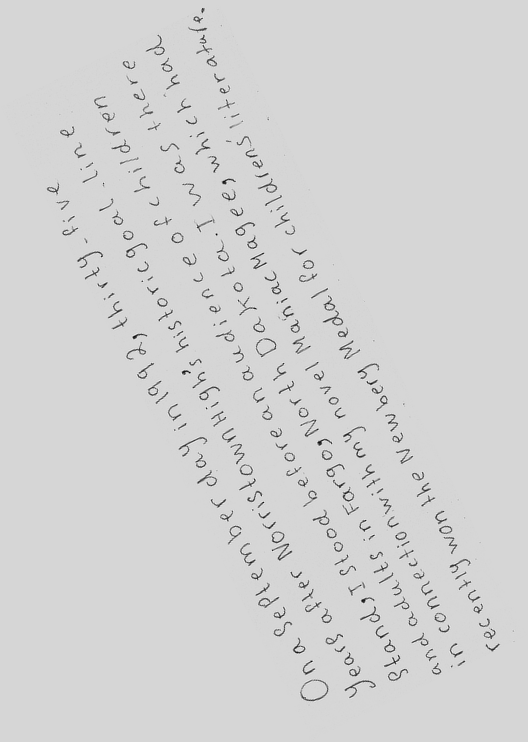 On a September day in 1992, thirty-five
years after Norristown High's historic goal-line
stand, I stood before an audience of children
and adults in Fargo, North Dakota. I was there
in connection with my novel Maniac Magee, which had
recently won the Newbery Medal for children's literature.